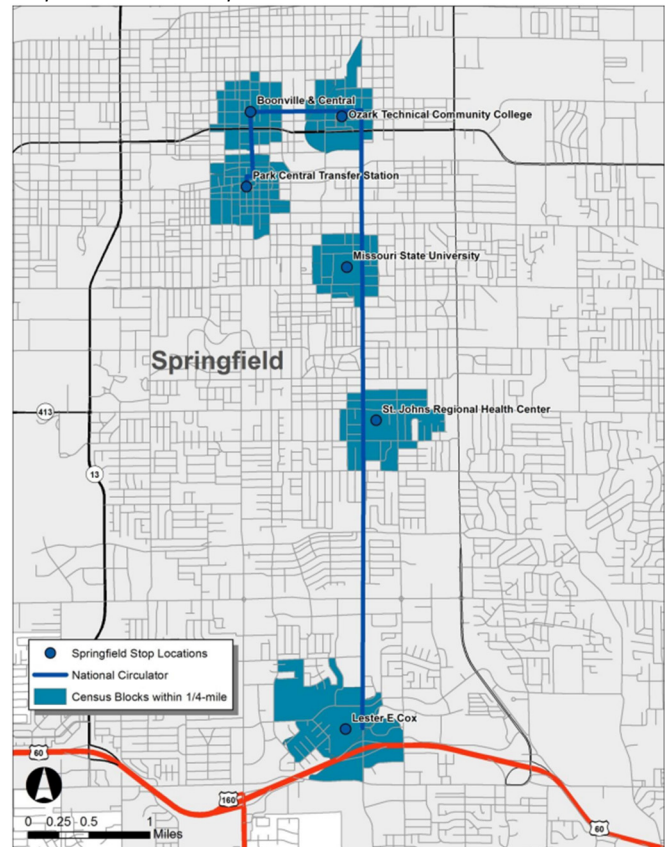 Boonville & Central
Ozark Technical Community College
Park Central Transfer Station
Missouri State University
Springfield
St. Johns Regional Health Center
413
13
Springfield Stop Locations
National Circulator
Census Blocks within 1/4-mile
Lester E Cox
60
160
60
0 0.25 0.5 1
Miles